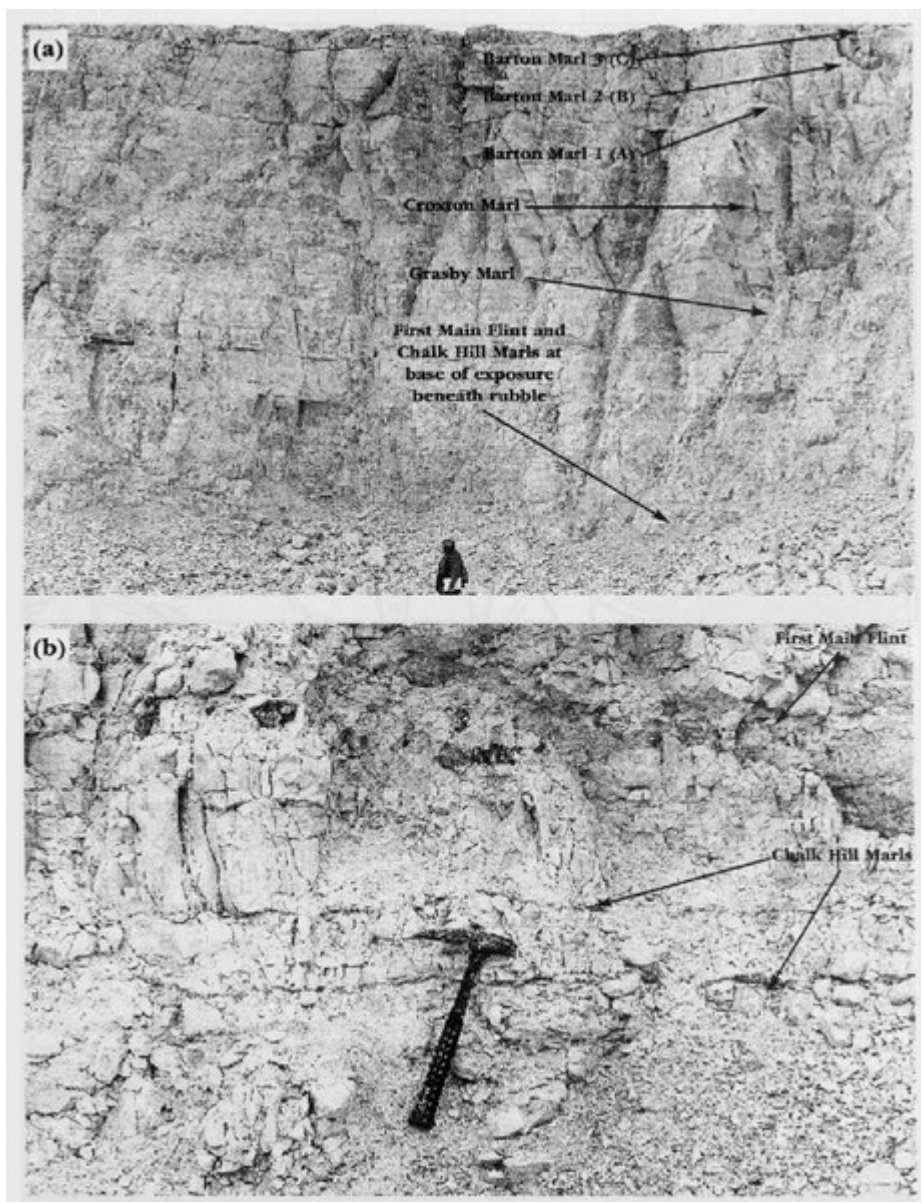 (a)
Barton Marl 3 (C)
Barton Marl 2 (B)
Barton Marl 1 (A)
Croxton Marl
Grasby Marl
First Main Flint and
Chalk Hill Marls at
base of exposure
beneath rubble
(b)
First Main Flint
Chalk Hill Marls